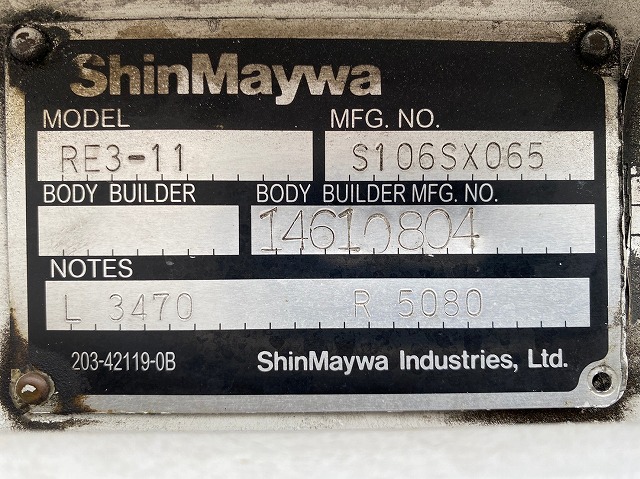 ShinMaywa
MODEL MFG. NO.
RE3-11 S106SX065
BODY BUILDER BODY BUILDER MFG. NO.
14610804
NOTES
L 3470 R 5080
203-42119-0B ShinMaywa Industries, Ltd.